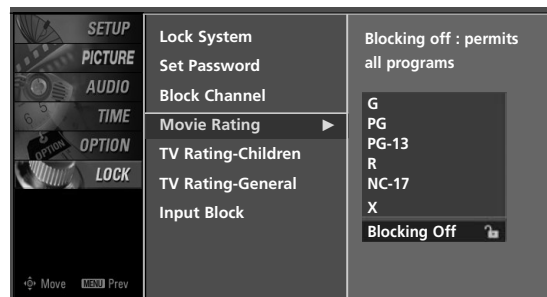 SETUP
PICTURE
AUDIO
TIME
OPTION
LOCK
Move MENU Prev
Lock System
Set Password
Block Channel
Movie Rating
TV Rating-Children
TV Rating-General
Input Block
Blocking off : permits
all programs
G
PG
PG-13
R
NC-17
X
Blocking Off